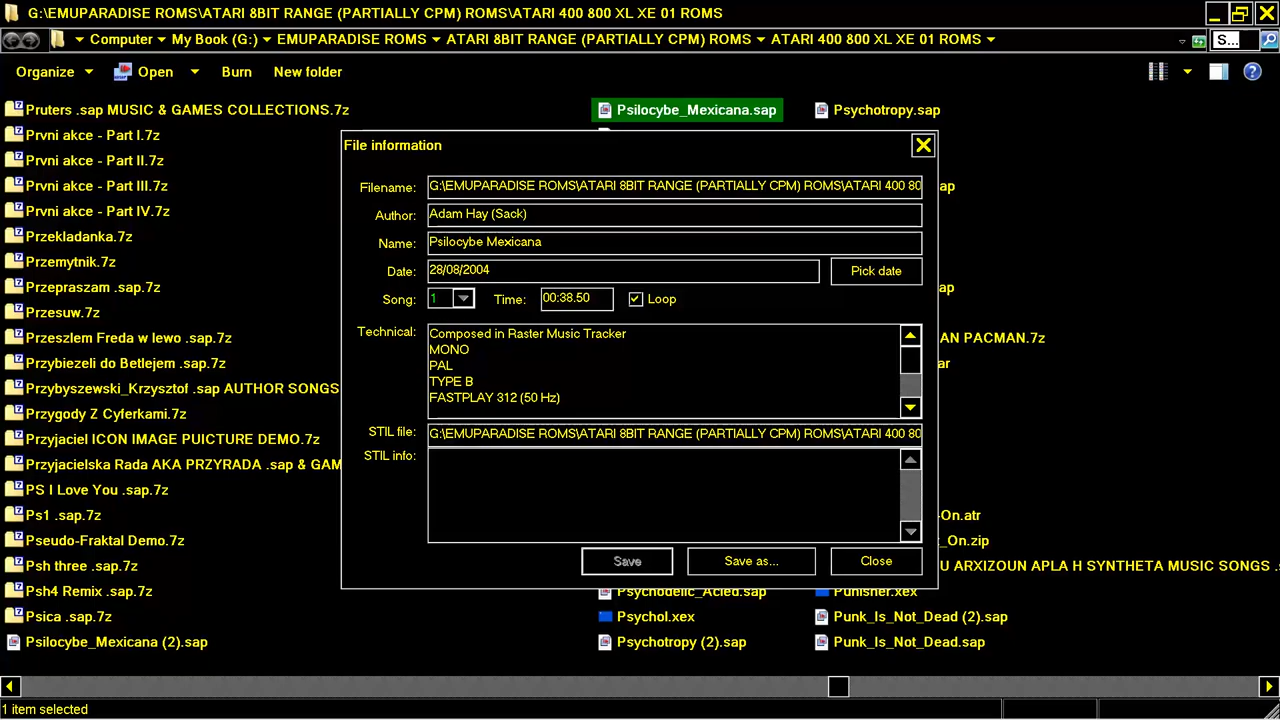 G:\EMUPARADISE ROMS\ATARI 8BIT RANGE (PARTIALLY CPM) ROMS\ATARI 400 800 XL XE 01 ROMS
Computer My Book (G:) EMUPARADISE ROMS ATARI 8BIT RANGE (PARTIALLY CPM) ROMS ATARI 400 800 XL XE 01 ROMS S...
Organize Open Burn New folder
Pruters .sap MUSIC & GAMES COLLECTIONS.7z
Prvni akce - Part I.7z
Prvni akce - Part II.7z
Prvni akce - Part III.7z
Prvni akce - Part IV.7z
Przekladanka.7z
Przemytnik.7z
Przepraszam .sap.7z
Przesuw.7z
Przeszlem Freda w lewo .sap.7z
Przybiezeli do Betlejem .sap.7z
Przybyszewski_Krzysztof .sap AUTHOR SONGS
Przygody Z Cyferkami.7z
Przyjaciel ICON IMAGE PUICTURE DEMO.7z
Przyjacielska Rada AKA PRZYRADA .sap & GAM
PS I Love You .sap.7z
Ps1 .sap.7z
Pseudo-Fraktal Demo.7z
Psh three .sap.7z
Psh4 Remix .sap.7z
Psica .sap.7z
Psilocybe_Mexicana (2).sap
Psilocybe_Mexicana.sap
Psychotropy.sap
File information
Filename: G:\EMUPARADISE ROMS\ATARI 8BIT RANGE (PARTIALLY CPM) ROMS\ATARI 400 80
Author: Adam Hay (Sack)
Name: Psilocybe Mexicana
Date: 28/08/2004 Pick date
Song: 1 Time: 00:38.50 Loop
Technical: Composed in Raster Music Tracker
MONO
PAL
TYPE B
FASTPLAY 312 (50 Hz)
STIL file: G:\EMUPARADISE ROMS\ATARI 8BIT RANGE (PARTIALLY CPM) ROMS\ATARI 400 80
STIL info:
Save Save as... Close
Psychodelic_Acied.sap
Psychol.xex
Psychotropy (2).sap
ap
ap
AN PACMAN.7z
ar
-On.atr
_On.zip
U ARXIZOUN APLA H SYNTHETA MUSIC SONGS .s
Punisher.xex
Punk_Is_Not_Dead (2).sap
Punk_Is_Not_Dead.sap
1 item selected